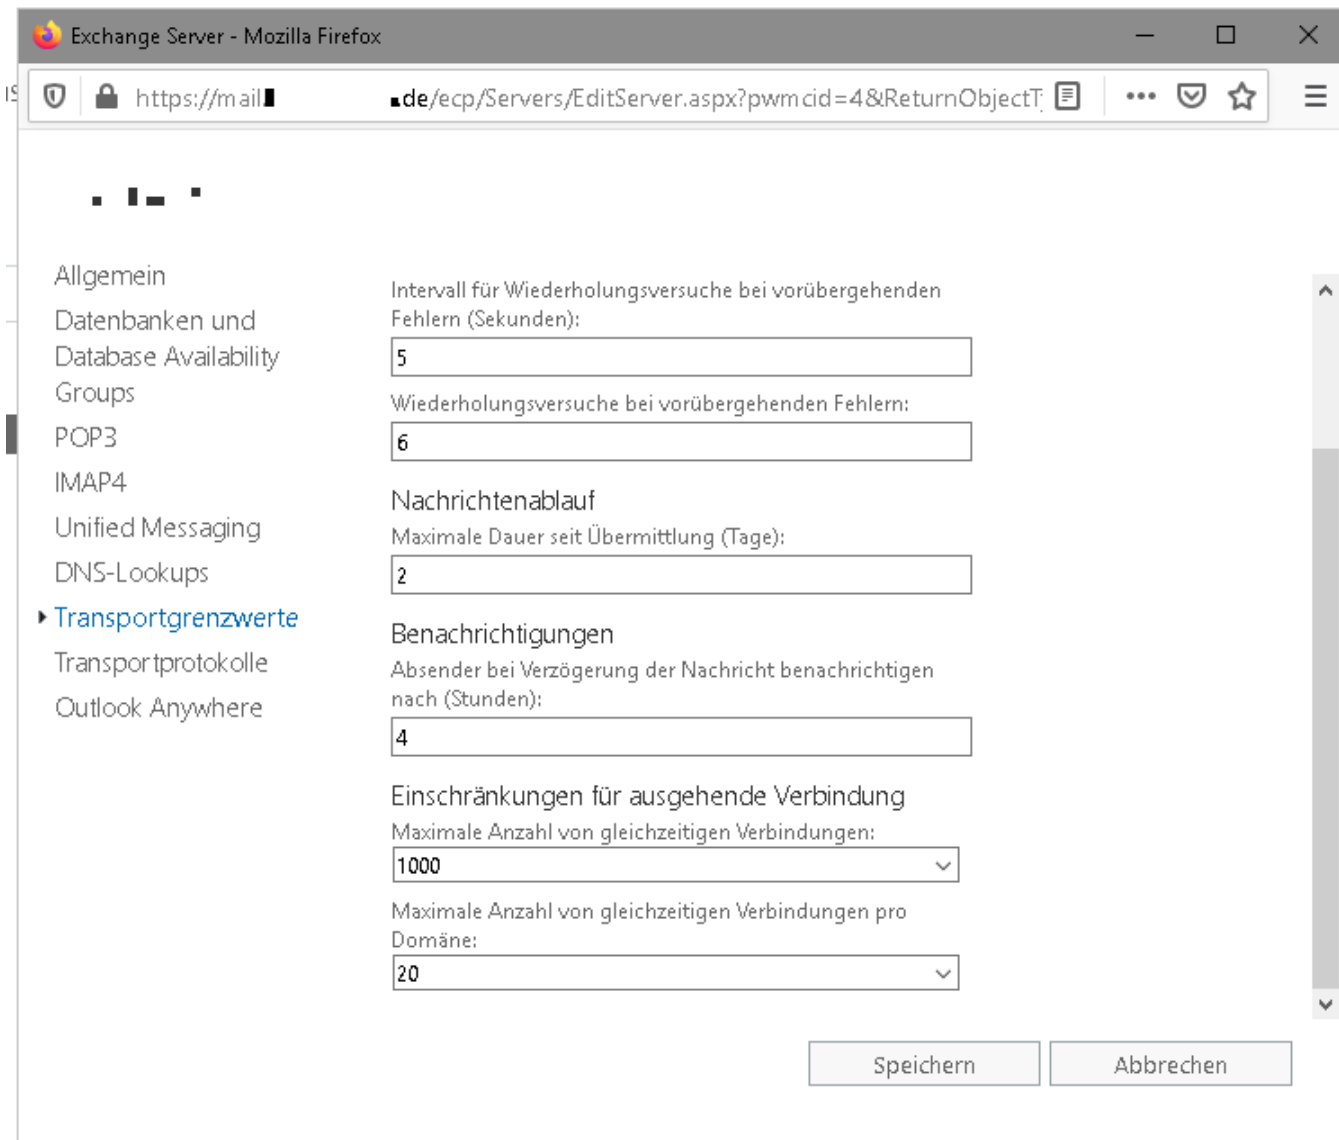 Exchange Server - Mozilla Firefox
https://mail. .de/ecp/Servers/EditServer.aspx?pwmcid=4&ReturnObjectT
Allgemein
Datenbanken und
Database Availability
Groups
POP3
IMAP4
Unified Messaging
DNS-Lookups
Transportgrenzwerte
Transportprotokolle
Outlook Anywhere
Intervall für Wiederholungsversuche bei vorübergehenden
Fehlern (Sekunden):
5
Wiederholungsversuche bei vorübergehenden Fehlern:
6
Nachrichtenablauf
Maximale Dauer seit Übermittlung (Tage):
2
Benachrichtigungen
Absender bei Verzögerung der Nachricht benachrichtigen
nach (Stunden):
4
Einschränkungen für ausgehende Verbindung
Maximale Anzahl von gleichzeitigen Verbindungen:
1000
Maximale Anzahl von gleichzeitigen Verbindungen pro
Domäne:
20
Speichern
Abbrechen